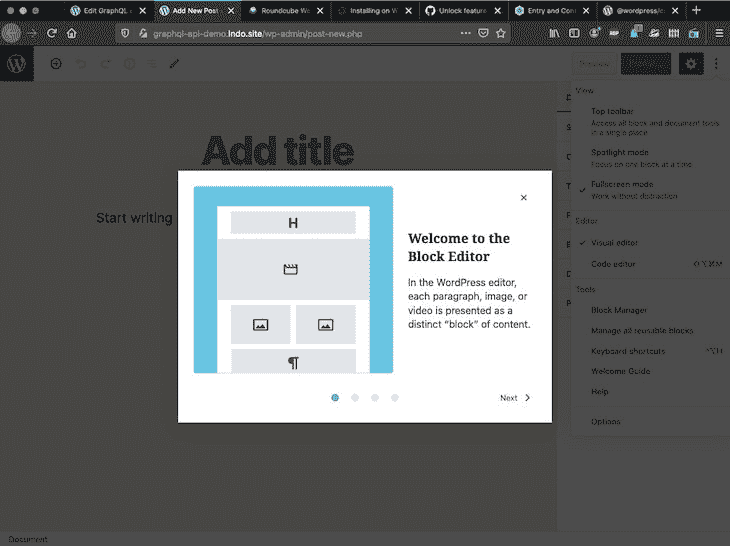 Edit GraphQL
Add New Post
Roundcube We
Installing on W
Unlock feature
Entry and Con
@wordpress/
graphql-api-demo.lndo.site/wp-admin/post-new.php
Add title
Start writing
View
Top toolbar
Access all block and document tools
in a single place
Spotlight mode
Focus on one block at a time
Fullscreen mode
Work without distraction
Editor
Visual editor
Code editor
Tools
Block Manager
Manage all reusable blocks
Keyboard shortcuts
Welcome Guide
Help
Options
Welcome to the
Block Editor
In the WordPress editor,
each paragraph, image, or
video is presented as a
distinct “block” of content.
H
¶
Next
Document